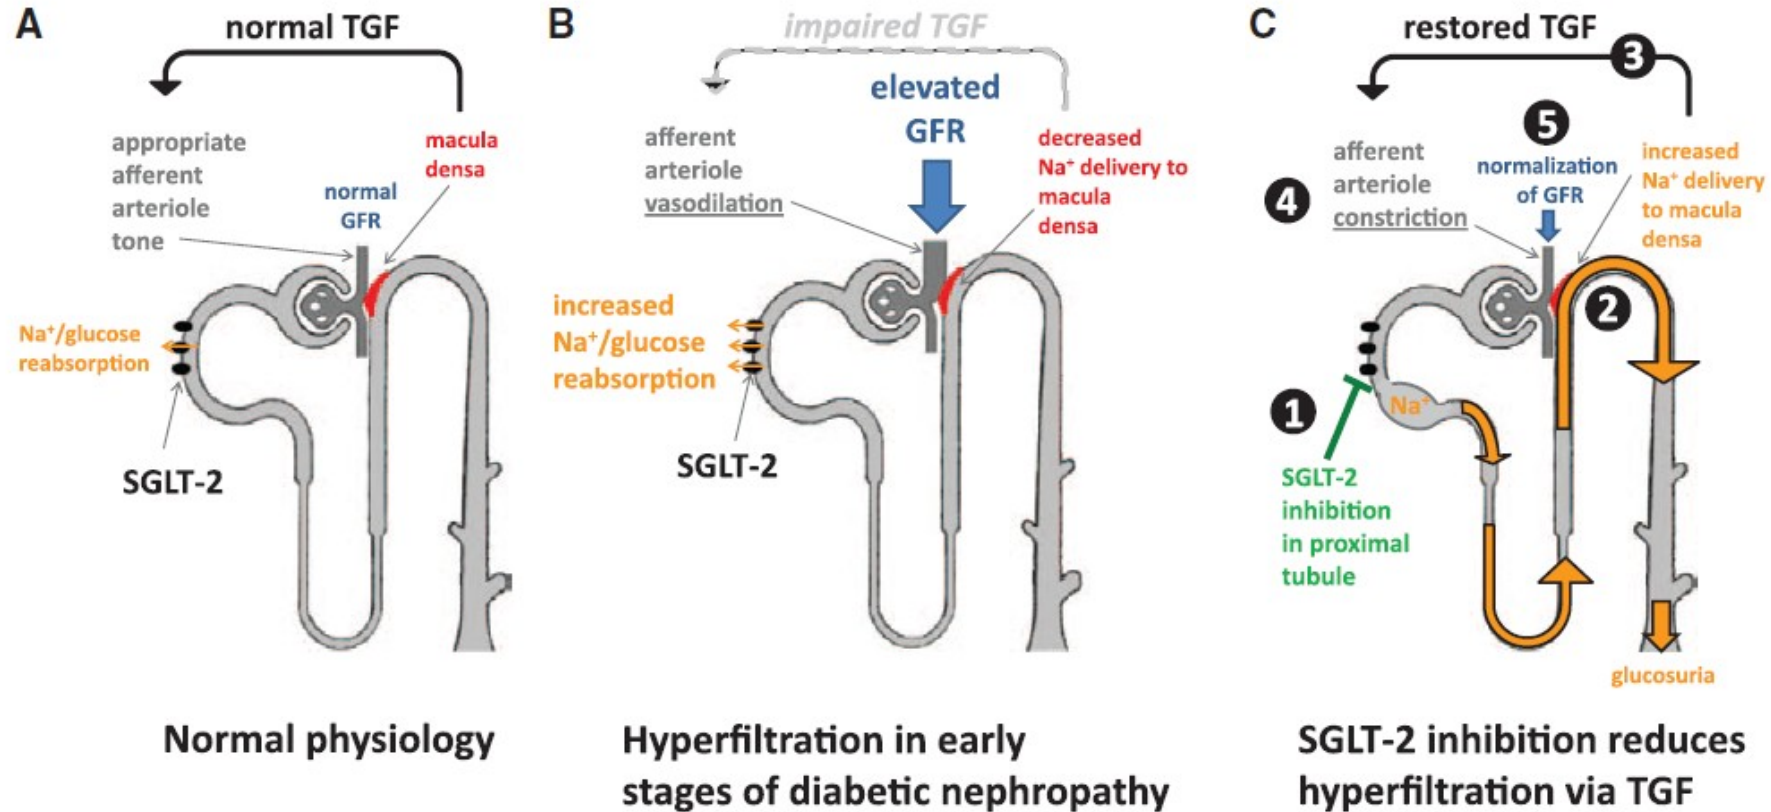 A
normal TGF
appropriate
afferent
arteriole
tone
normal
GFR
macula
densa
Na⁺/glucose
reabsorption
SGLT-2
Normal physiology
B
impaired TGF
elevated
GFR
afferent
arteriole
vasodilation
decreased
Na⁺ delivery to
macula
densa
increased
Na⁺/glucose
reabsorption
SGLT-2
Hyperfiltration in early
stages of diabetic nephropathy
C
restored TGF
3
5
normalization
of GFR
afferent
arteriole
constriction
4
increased
Na⁺ delivery
to macula
densa
2
1
Na⁺
SGLT-2
inhibition
in proximal
tubule
glucosuria
SGLT-2 inhibition reduces
hyperfiltration via TGF